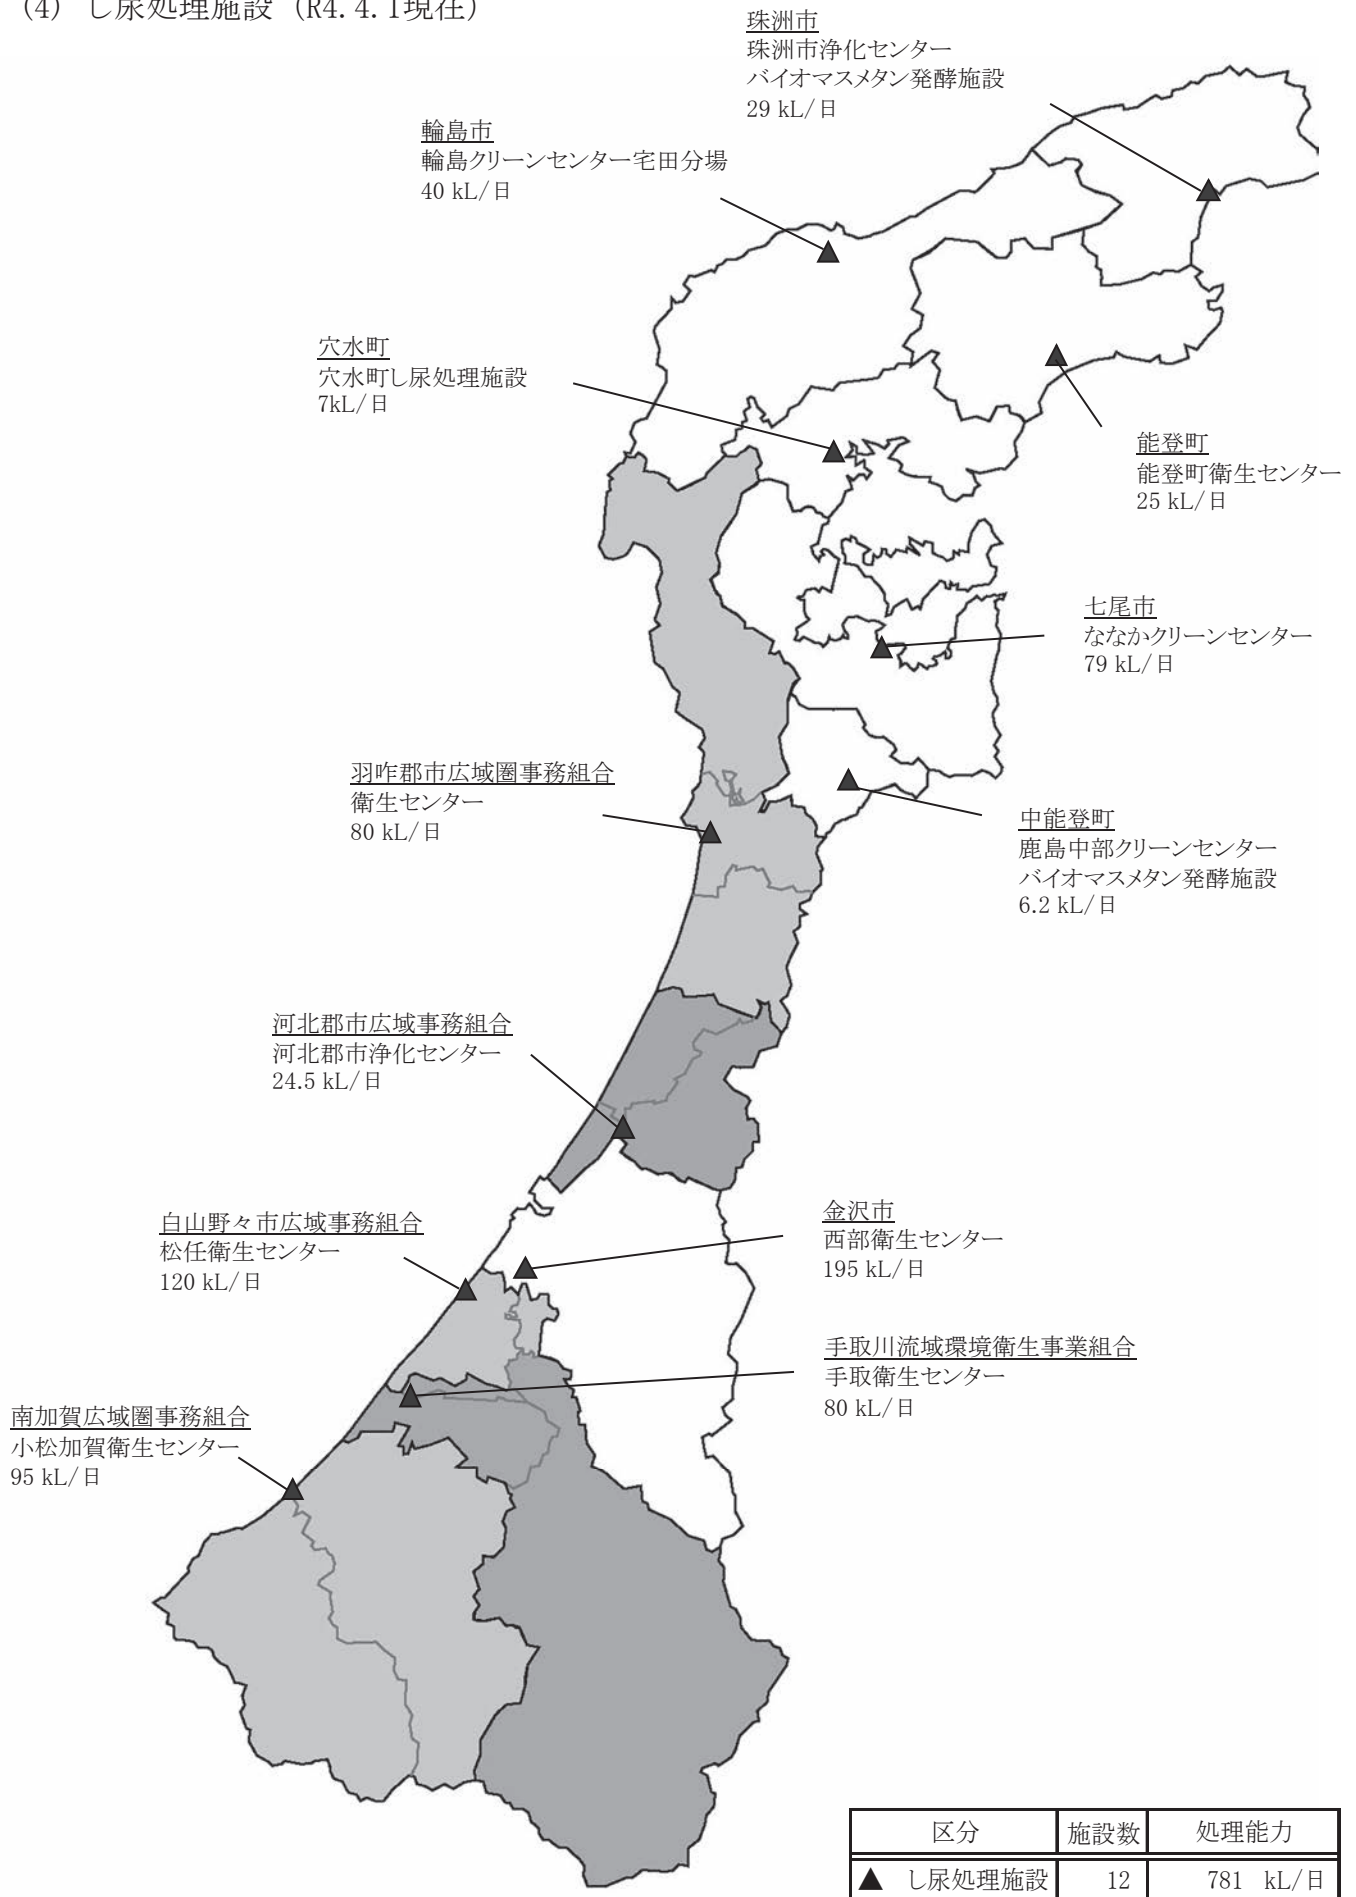 (4) し尿処理施設 (R4.4.1現在)
珠洲市
珠洲市浄化センター
バイオマスメタン発酵施設
29 kL/日
輪島市
輪島クリーンセンター宅田分場
40 kL/日
穴水町
穴水町し尿処理施設
7kL/日
能登町
能登町衛生センター
25 kL/日
七尾市
ななかクリーンセンター
79 kL/日
羽咋郡市広域圏事務組合
衛生センター
80 kL/日
中能登町
鹿島中部クリーンセンター
バイオマスメタン発酵施設
6.2 kL/日
河北郡市広域事務組合
河北郡市浄化センター
24.5 kL/日
白山野々市広域事務組合
松任衛生センター
120 kL/日
金沢市
西部衛生センター
195 kL/日
手取川流域環境衛生事業組合
手取衛生センター
80 kL/日
南加賀広域圏事務組合
小松加賀衛生センター
95 kL/日
区分 施設数 処理能力
▲ し尿処理施設 12 781 kL/日